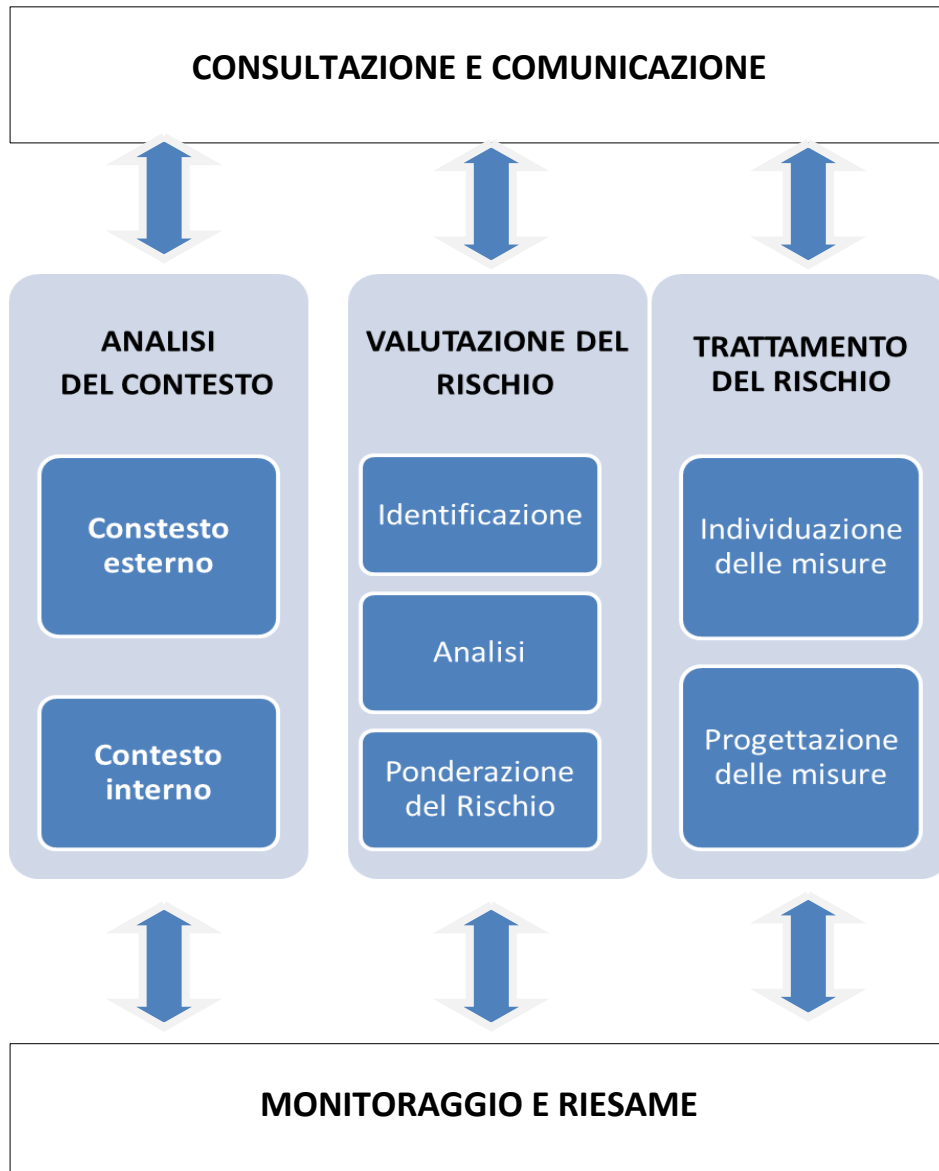 CONSULTAZIONE E COMUNICAZIONE
ANALISI
DEL CONTESTO
Constesto
esterno
Contesto
interno
VALUTAZIONE DEL
RISCHIO
Identificazione
Analisi
Ponderazione
del Rischio
TRATTAMENTO
DEL RISCHIO
Individuazione
delle misure
Progettazione
delle misure
MONITORAGGIO E RIESAME